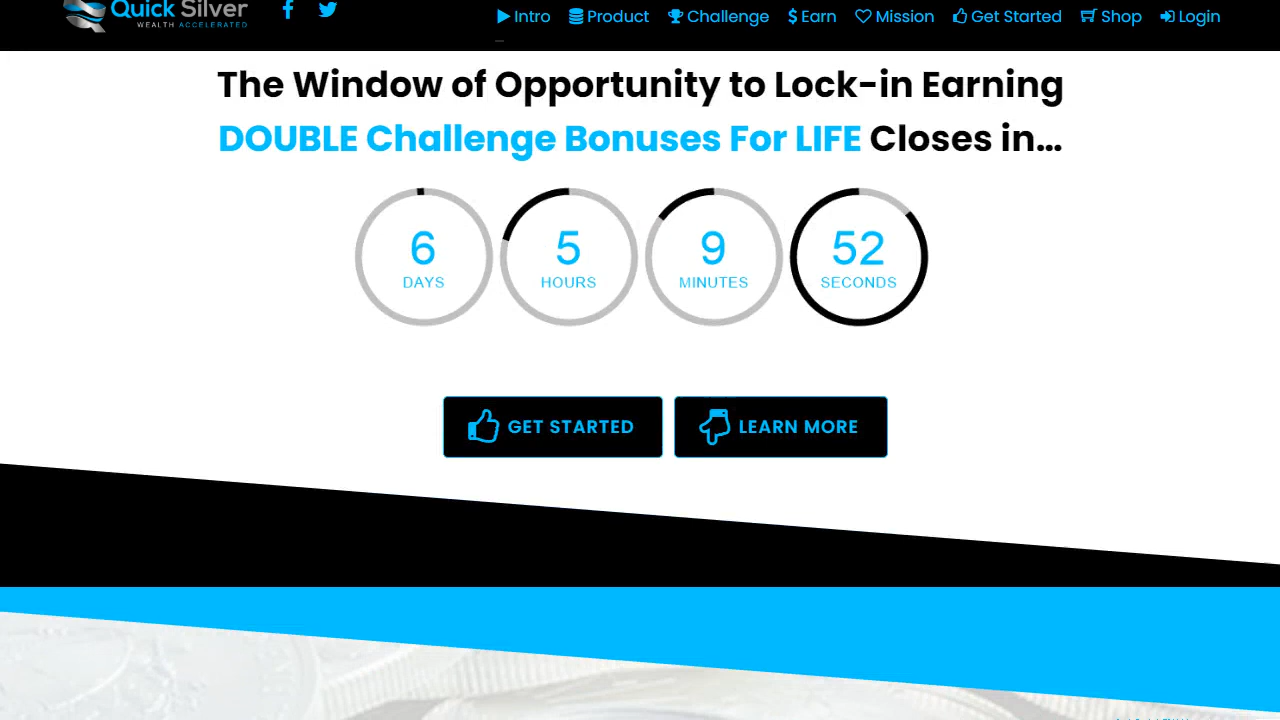 Quick Silver
WEALTH ACCELERATED
Intro Product Challenge Earn Mission Get Started Shop Login
The Window of Opportunity to Lock-in Earning
DOUBLE Challenge Bonuses For LIFE Closes in...
6 5 9 52
DAYS HOURS MINUTES SECONDS
GET STARTED LEARN MORE